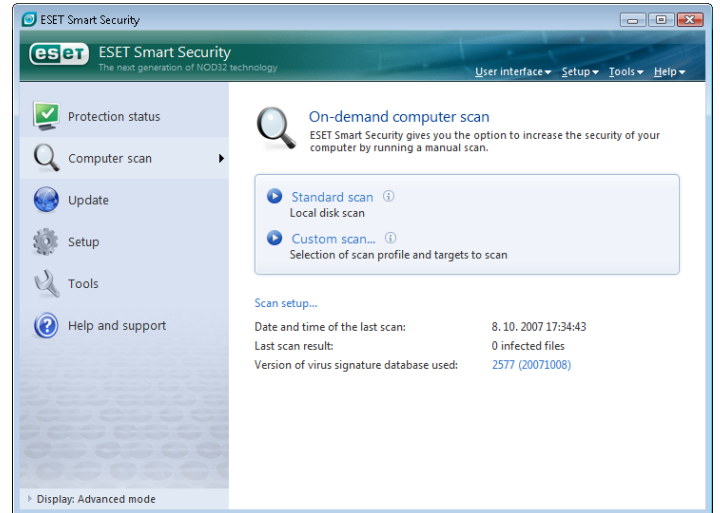 ESET Smart Security
eseT ESET Smart Security
The next generation of NOD32 technology
User interface Setup Tools Help
Protection status
Computer scan
Update
Setup
Tools
Help and support
Display: Advanced mode
On-demand computer scan
ESET Smart Security gives you the option to increase the security of your
computer by running a manual scan.
Standard scan
Local disk scan
Custom scan...
Selection of scan profile and targets to scan
Scan setup...
Date and time of the last scan: 8. 10. 2007 17:34:43
Last scan result: 0 infected files
Version of virus signature database used: 2577 (20071008)